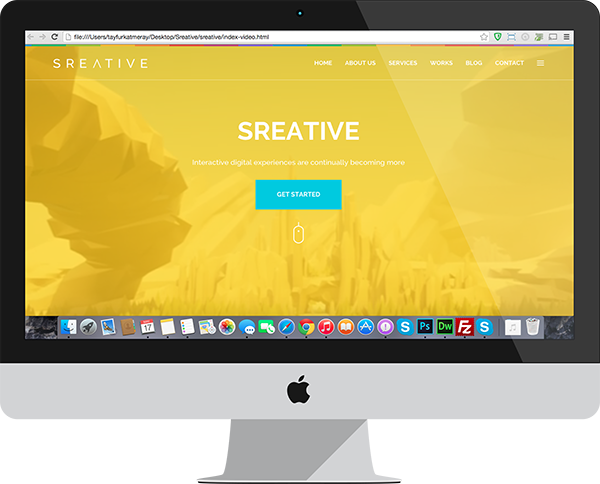 file:///Users/tayfurkatmeray/Desktop/Sreative/sreative/index-video.html
SREATIVE
HOME ABOUT US SERVICES WORKS BLOG CONTACT
SREATIVE
Interactive digital experiences are continually becoming more
GET STARTED
17
Ps
Dw
Fz